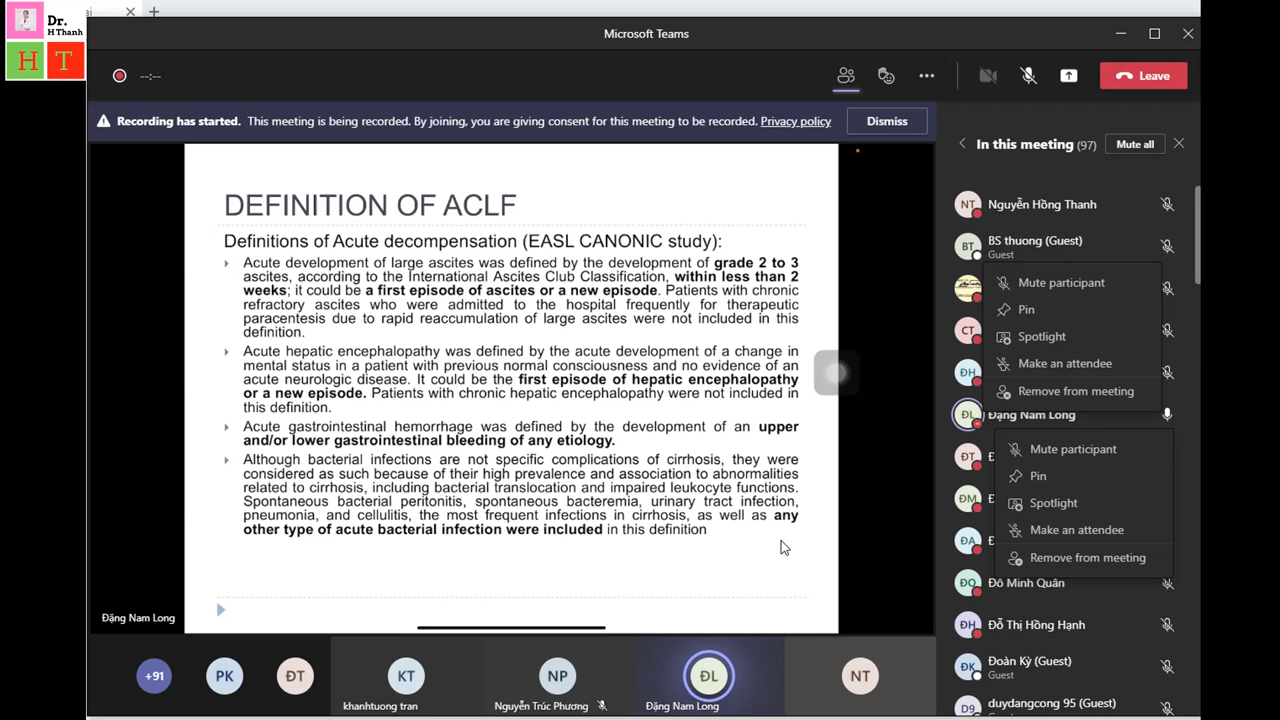 Dr.
H Thanh
H T
ai
Microsoft Teams
--:--
Leave
Recording has started. This meeting is being recorded. By joining, you are giving consent for this meeting to be recorded. Privacy policy
Dismiss
DEFINITION OF ACLF
Definitions of Acute decompensation (EASL CANONIC study):
Acute development of large ascites was defined by the development of grade 2 to 3
ascites, according to the International Ascites Club Classification, within less than 2
weeks; it could be a first episode of ascites or a new episode. Patients with chronic
refractory ascites who were admitted to the hospital frequently for therapeutic
paracentesis due to rapid reaccumulation of large ascites were not included in this
definition.
Acute hepatic encephalopathy was defined by the acute development of a change in
mental status in a patient with previous normal consciousness and no evidence of an
acute neurologic disease. It could be the first episode of hepatic encephalopathy
or a new episode. Patients with chronic hepatic encephalopathy were not included in
this definition.
Acute gastrointestinal hemorrhage was defined by the development of an upper
and/or lower gastrointestinal bleeding of any etiology.
Although bacterial infections are not specific complications of cirrhosis, they were
considered as such because of their high prevalence and association to abnormalities
related to cirrhosis, including bacterial translocation and impaired leukocyte functions.
Spontaneous bacterial peritonitis, spontaneous bacteremia, urinary tract infection,
pneumonia, and cellulitis, the most frequent infections in cirrhosis, as well as any
other type of acute bacterial infection were included in this definition
Đặng Nam Long
+91
PK
ĐT
KT
khanhtuong tran
NP
Nguyễn Trúc Phương
ĐL
Đặng Nam Long
NT
In this meeting (97)
Mute all
NT Nguyễn Hồng Thanh
BT BS thuong (Guest)
Guest
Mute participant
Pin
CT
Spotlight
Make an attendee
ĐH
Remove from meeting
ĐL Đặng Nam Long
Mute participant
ĐT
Pin
ĐM
Spotlight
Make an attendee
ĐA
Remove from meeting
ĐQ Đỗ Minh Quân
ĐH Đỗ Thị Hồng Hạnh
ĐK Đoàn Kỳ (Guest)
Guest
D9 duydangcong 95 (Guest)